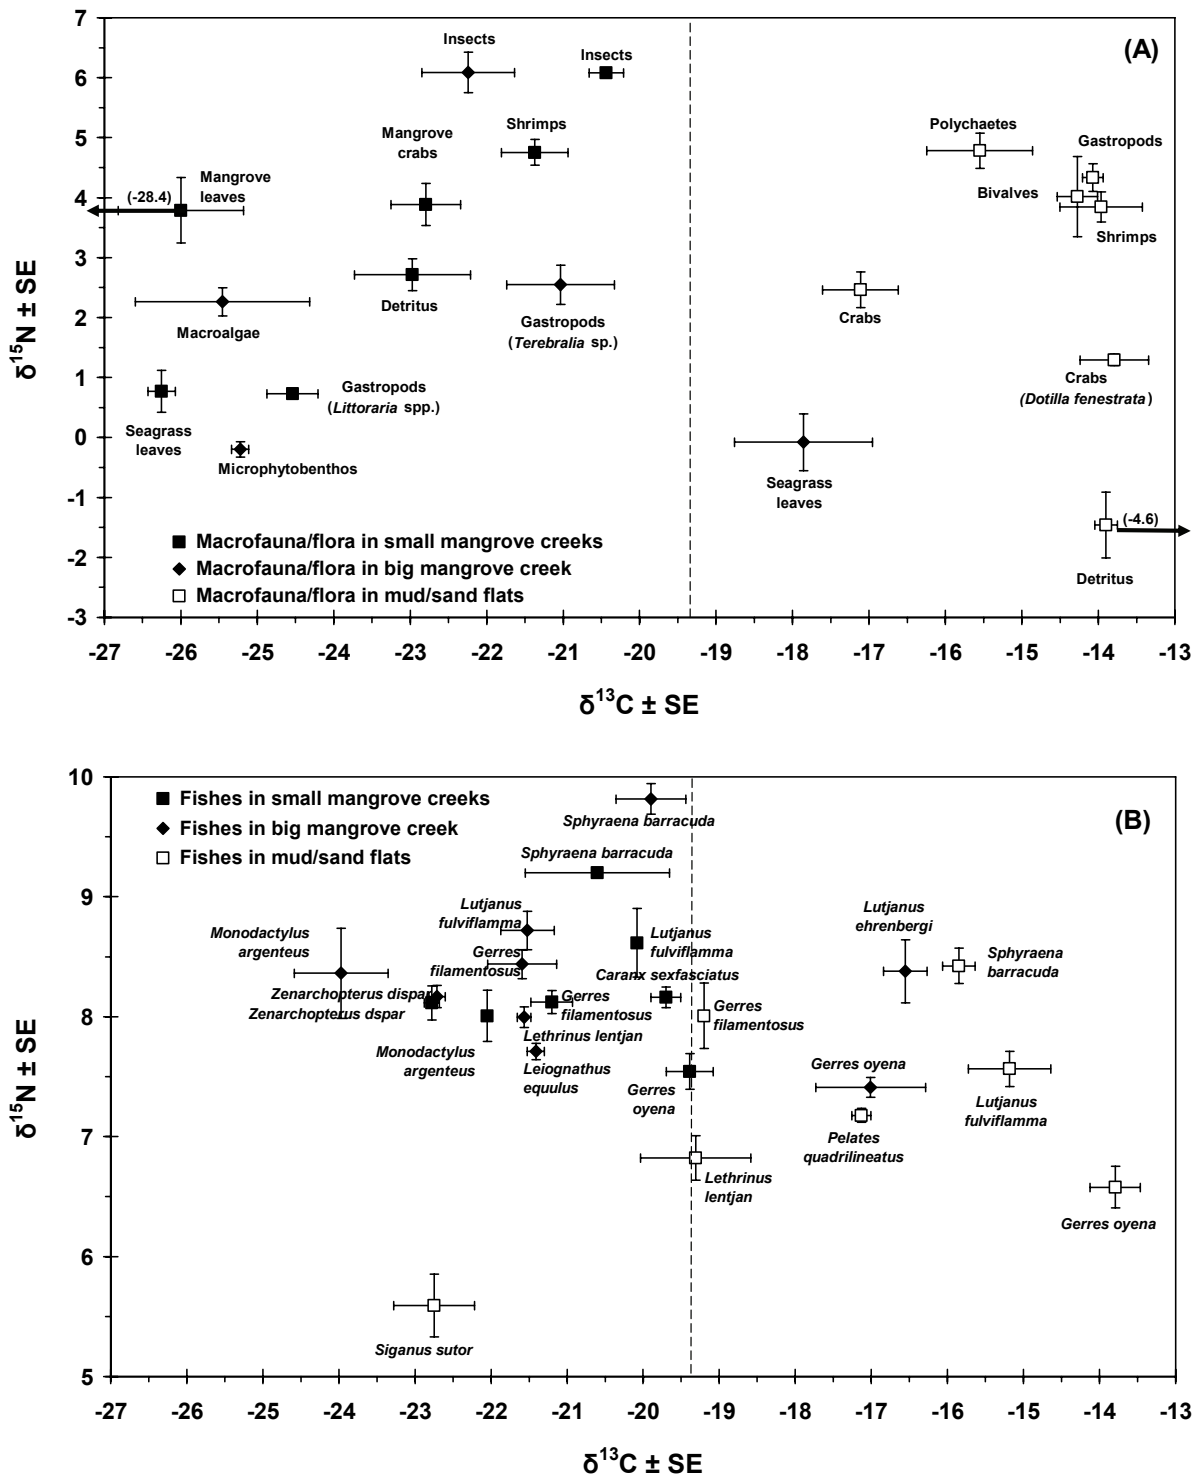 7
6
5
4
3
2
1
0
-1
-2
-3
δ15N ± SE
(A)
Insects
Insects
Shrimps
Mangrove
crabs
Mangrove
leaves
(-28.4)
Polychaetes
Gastropods
Bivalves
Shrimps
Detritus
Macroalgae
Gastropods
(Terebralia sp.)
Crabs
Crabs
(Dotilla fenestrata)
Gastropods
(Littoraria spp.)
Seagrass
leaves
Microphytobenthos
Seagrass
leaves
(-4.6)
Detritus
Macrofauna/flora in small mangrove creeks
Macrofauna/flora in big mangrove creek
Macrofauna/flora in mud/sand flats
-27 -26 -25 -24 -23 -22 -21 -20 -19 -18 -17 -16 -15 -14 -13
δ13C ± SE
10
9
8
7
6
5
δ15N ± SE
(B)
Fishes in small mangrove creeks
Fishes in big mangrove creek
Fishes in mud/sand flats
Sphyraena barracuda
Sphyraena barracuda
Lutjanus
fulviflamma
Monodactylus
argenteus
Gerres
filamentosus
Lutjanus
fulviflamma
Caranx sexfasciatus
Lutjanus
ehrenbergi
Sphyraena
barracuda
Zenarchopterus dispar
Zenarchopterus dspar
Gerres
filamentosus
Gerres
filamentosus
Lethrinus lentjan
Monodactylus
argenteus
Leiognathus
equulus
Gerres
oyena
Gerres oyena
Lutjanus
fulviflamma
Pelates
quadrilineatus
Lethrinus
lentjan
Gerres oyena
Siganus sutor
-27 -26 -25 -24 -23 -22 -21 -20 -19 -18 -17 -16 -15 -14 -13
δ13C ± SE